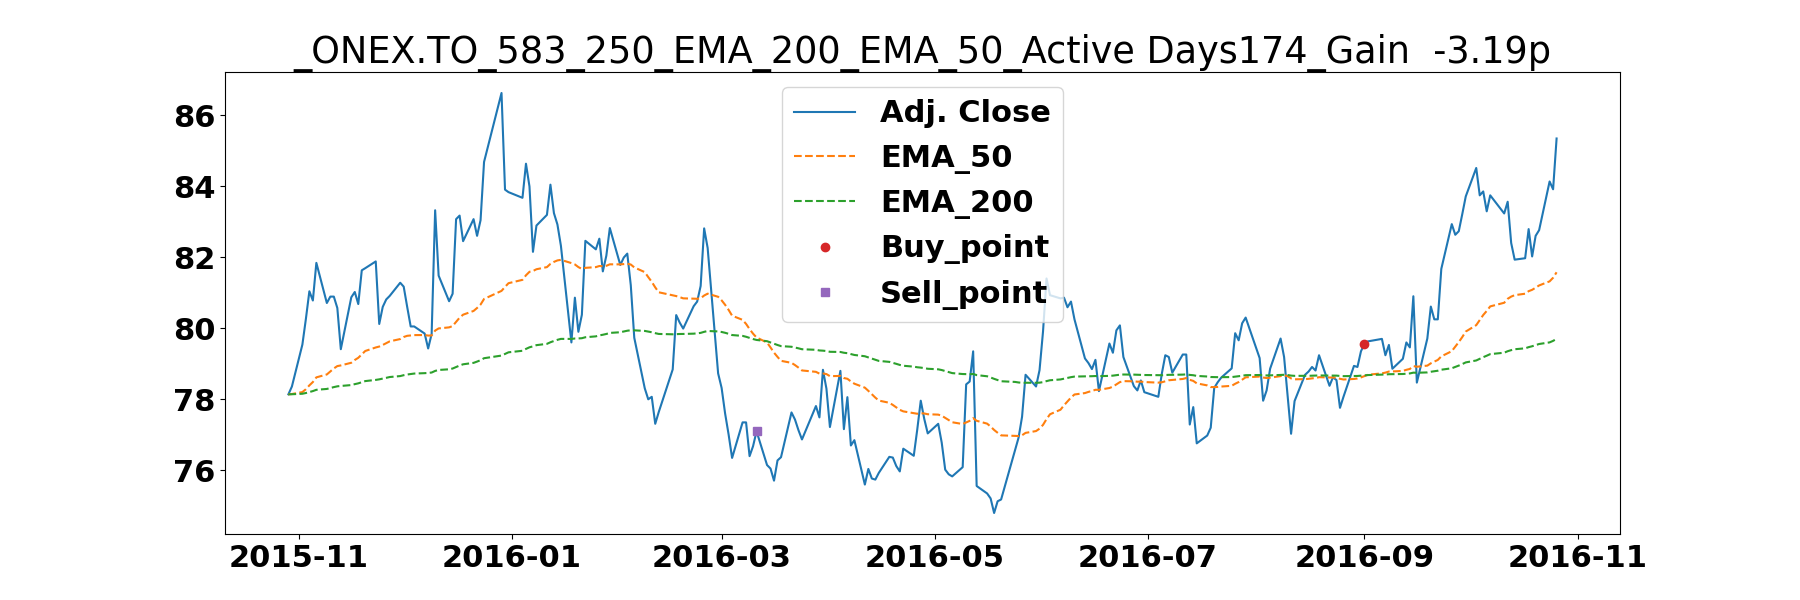 _ONEX.TO_583_250_EMA_200_EMA_50_Active Days174_Gain  -3.19p
86
84
82
80
78
76
Adj. Close
EMA_50
EMA_200
Buy_point
Sell_point
2015-11 2016-01 2016-03 2016-05 2016-07 2016-09 2016-11